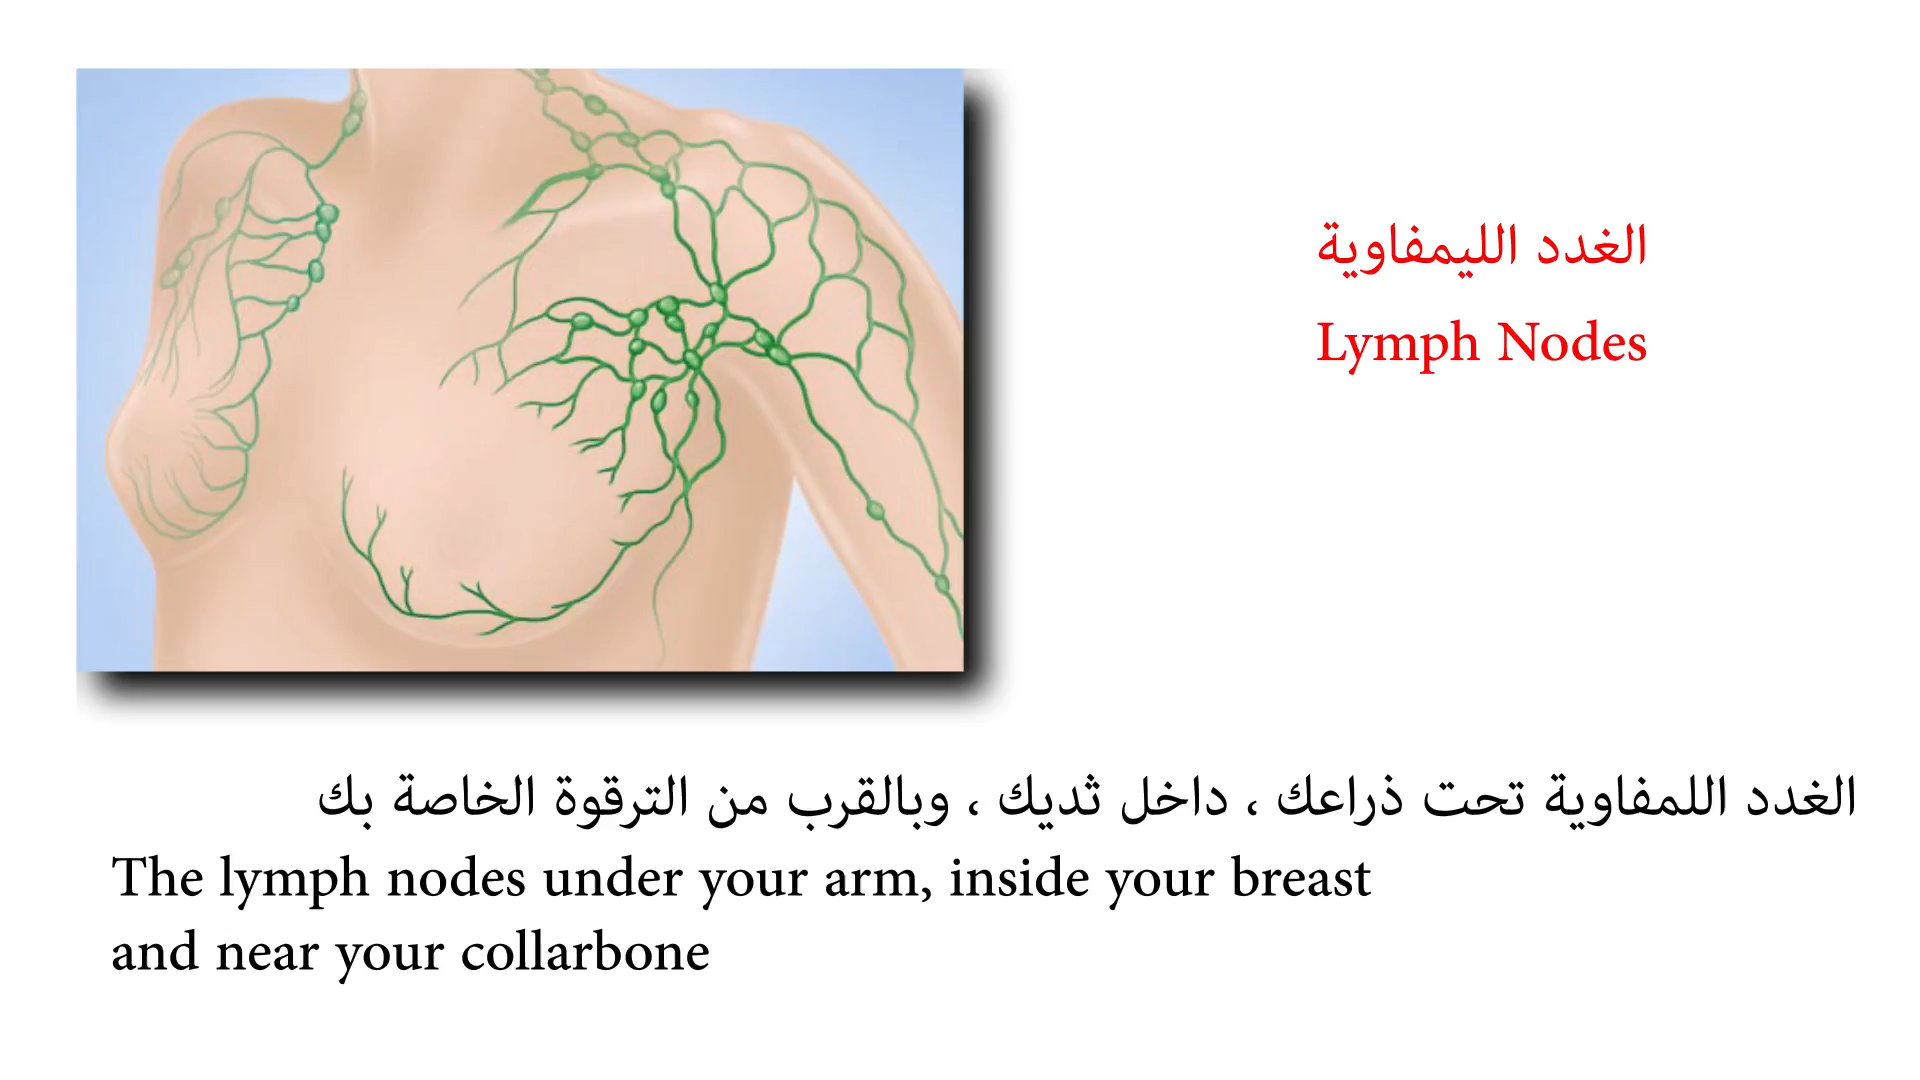 الغدد الليمفاوية
Lymph Nodes
الغدد اللمفاوية تحت ذراعك ، داخل ثديك ، وبالقرب من الترقوة الخاصة بك
The lymph nodes under your arm, inside your breast
and near your collarbone